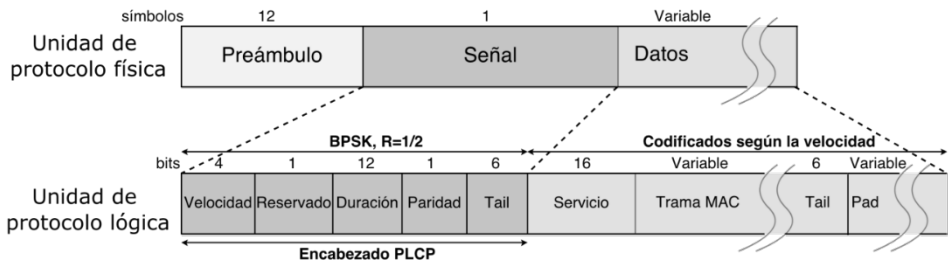 símbolos 12 1 Variable
Unidad de
protocolo física
Preámbulo Señal Datos
BPSK, R=1/2 Codificados según la velocidad
bits 4 1 12 1 6 16 Variable 6 Variable
Unidad de
protocolo lógica
Velocidad Reservado Duración Paridad Tail Servicio Trama MAC Tail Pad
Encabezado PLCP